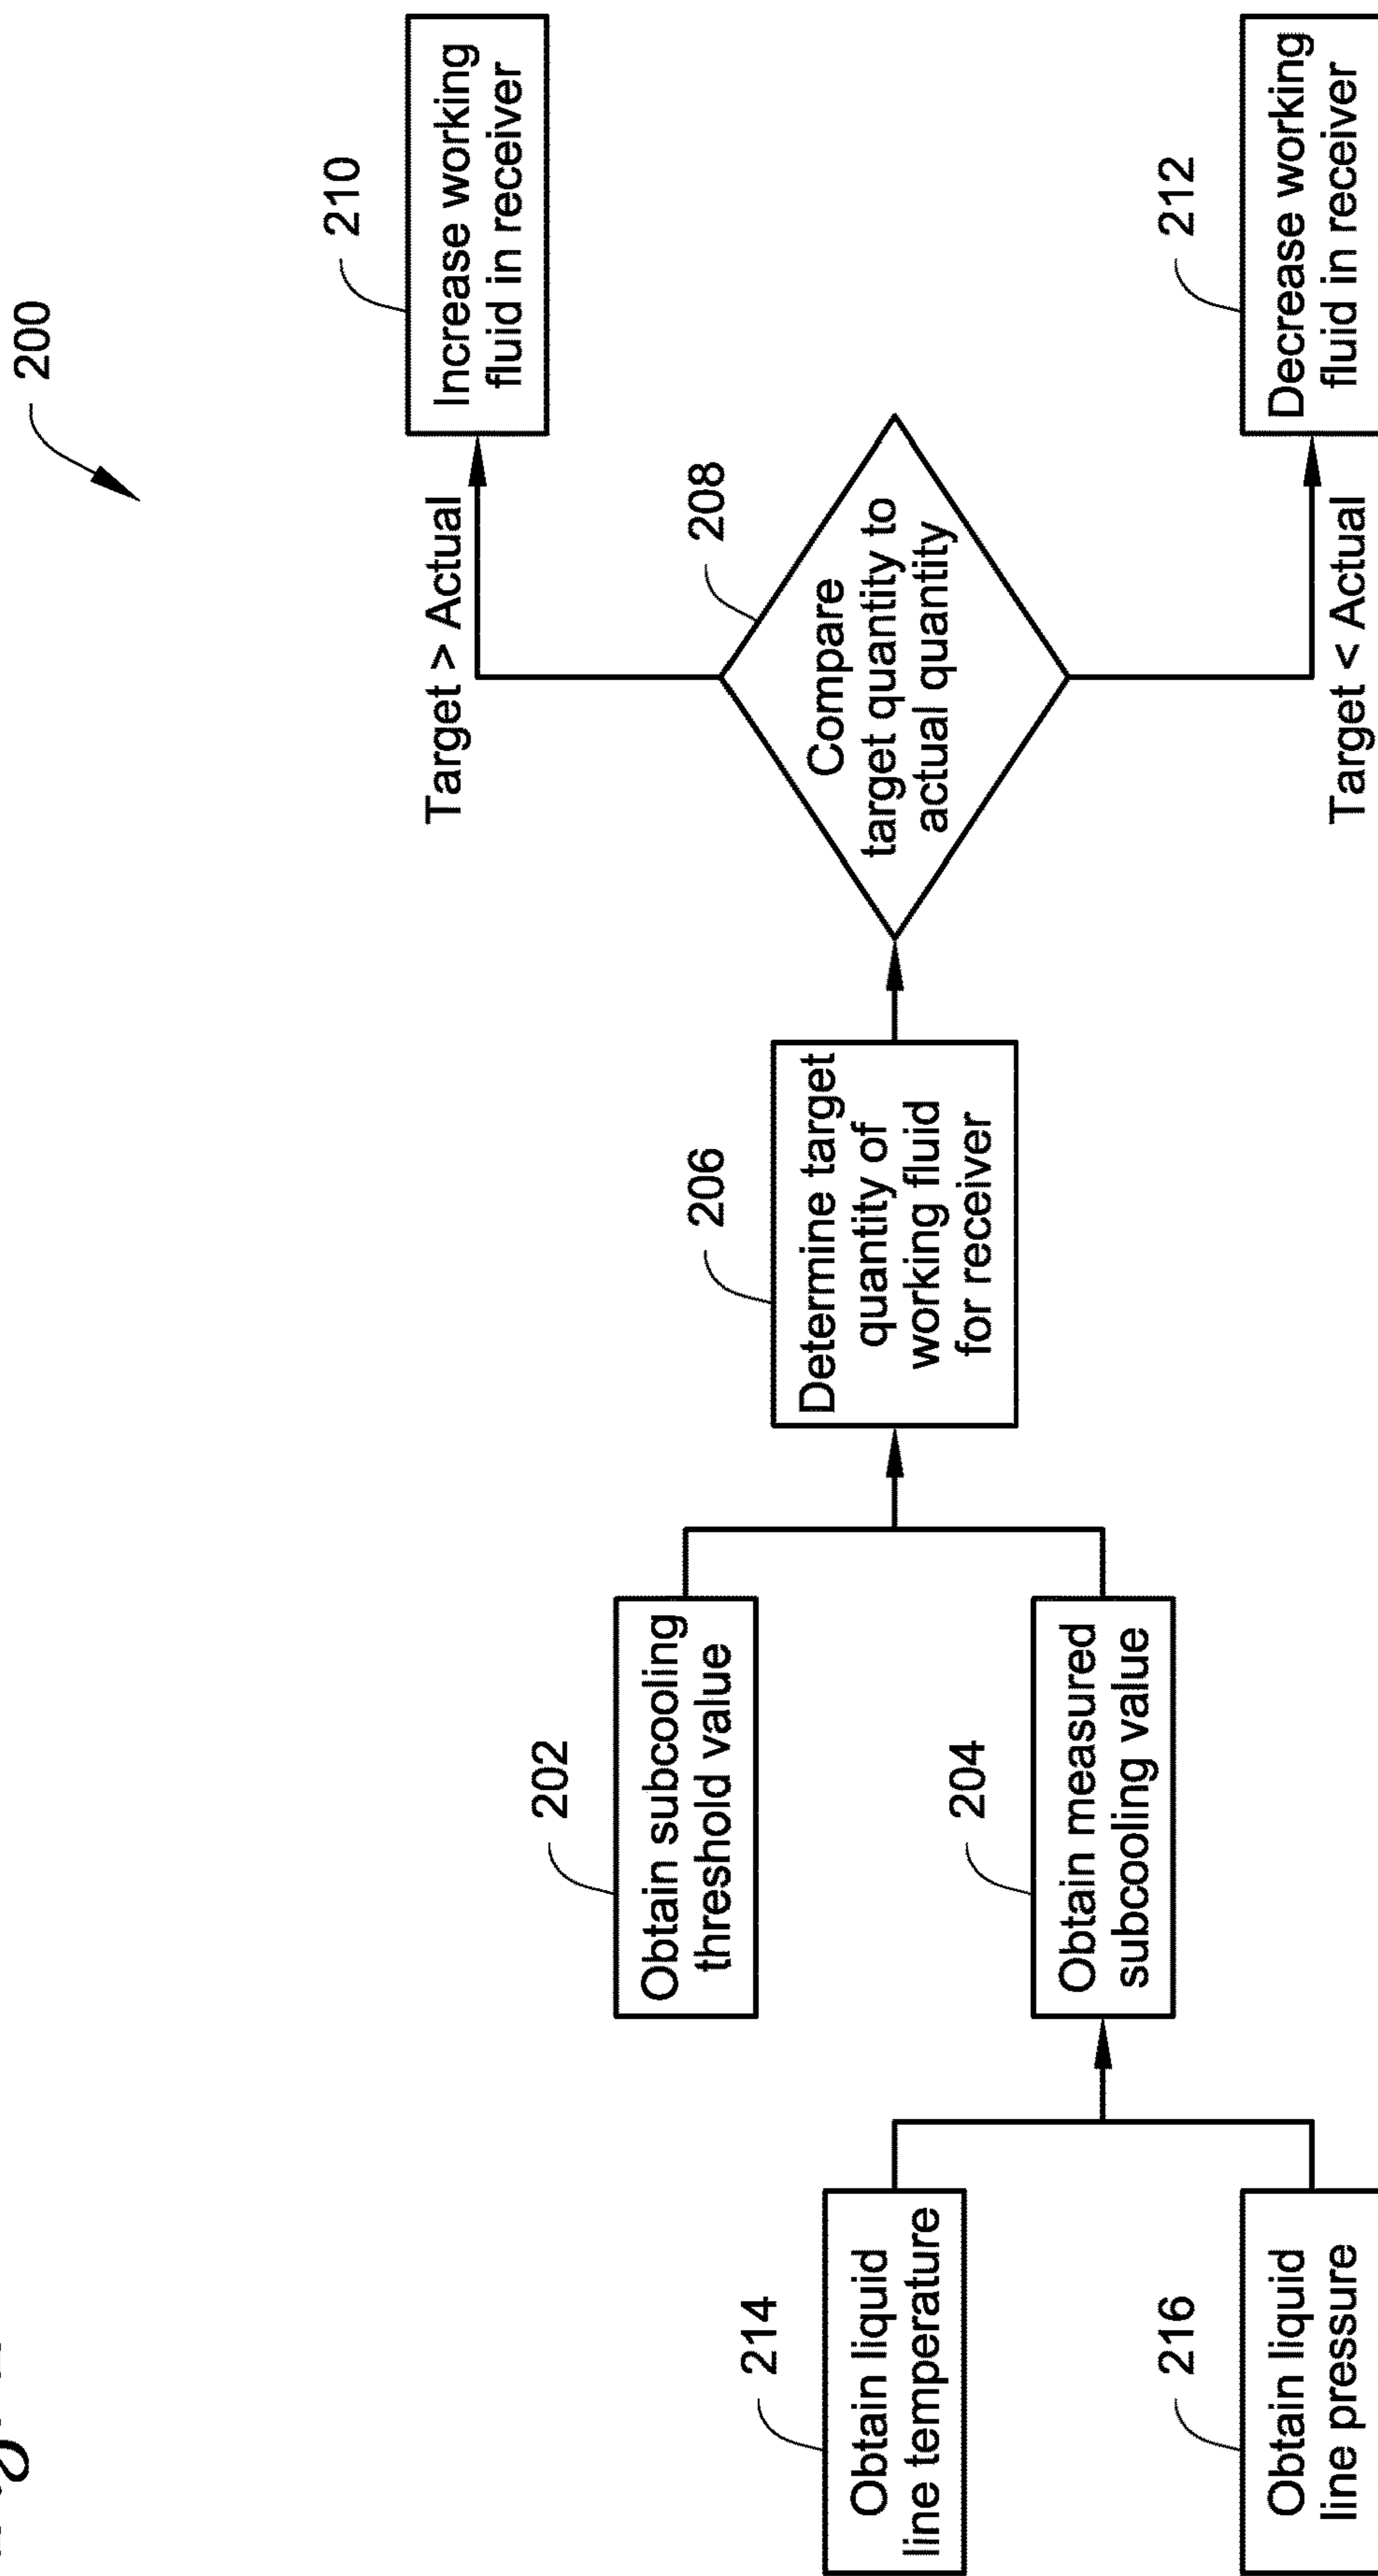 200
214
Obtain liquid
line temperature
216
Obtain liquid
line pressure
202
Obtain subcooling
threshold value
204
Obtain measured
subcooling value
206
Determine target
quantity of
working fluid
for receiver
208
Compare
target quantity to
actual quantity
Target > Actual
210
Increase working
fluid in receiver
Target < Actual
212
Decrease working
fluid in receiver